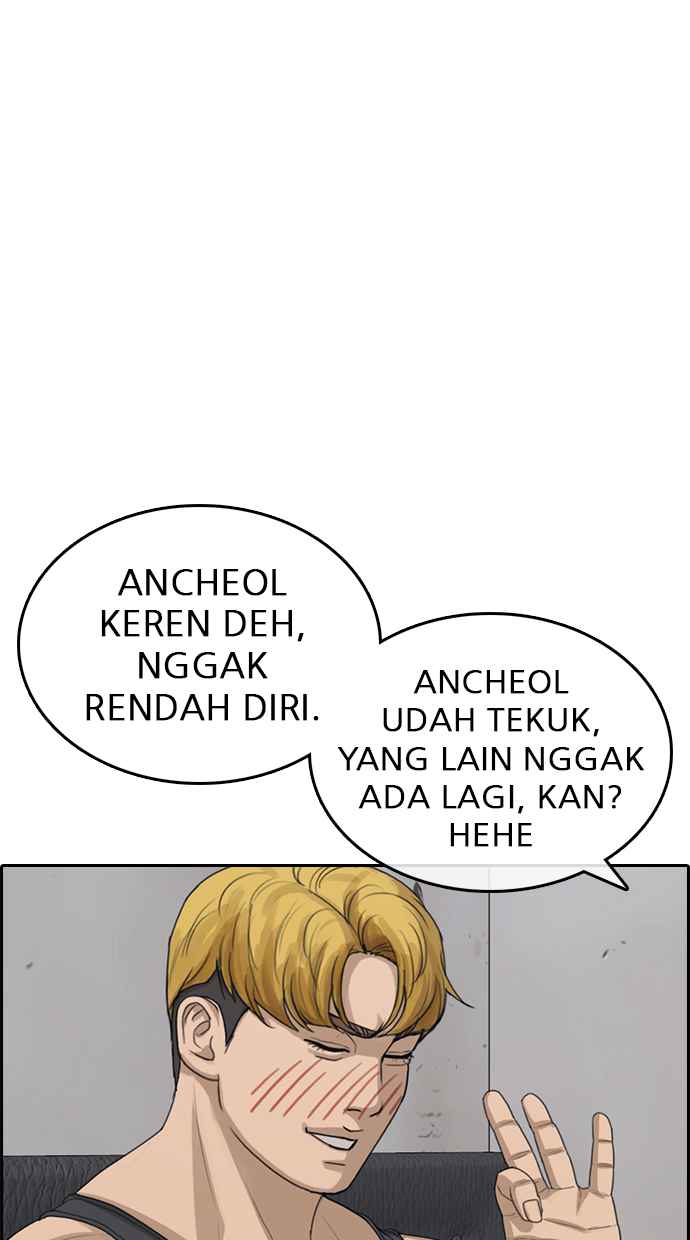 ANCHEOL
KEREN DEH,
NGGAK
RENDAH DIRI.
ANCHEOL
UDAH TEKUK,
YANG LAIN NGGAK
ADA LAGI, KAN?
HEHE